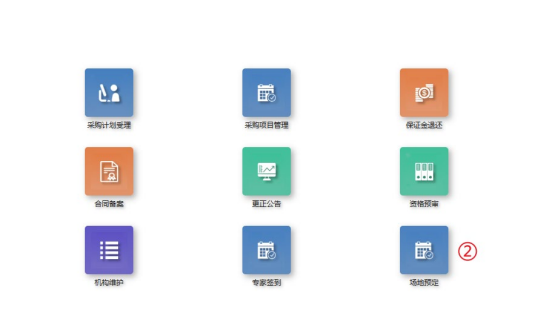 采购计划受理
采购项目管理
保证金退还
合同备案
更正公告
资格预审
机构维护
专家签到
场地预定
②